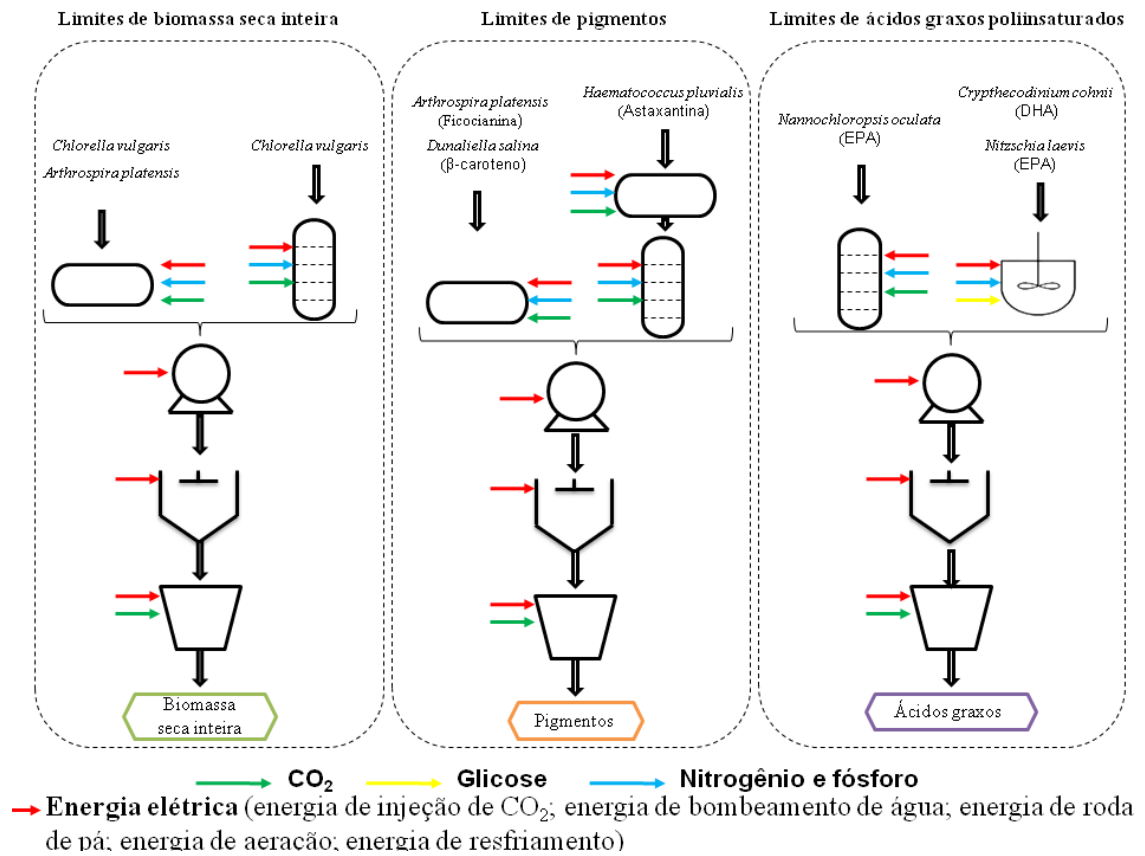 Limites de biomassa seca inteira
Limites de pigmentos
Limites de ácidos graxos poliinsaturados
Chlorella vulgaris
Arthrospira platensis
Chlorella vulgaris
Arthrospira platensis
(Ficocianina)
Dunaliella salina
(β-caroteno)
Haematococcus pluvialis
(Astaxantina)
Nannochloropsis oculata
(EPA)
Crypthecodinium cohnii
(DHA)
Nitzschia laevis
(EPA)
Biomassa
seca inteira
Pigmentos
Ácidos graxos
CO₂
Glicose
Nitrogênio e fósforo
Energia elétrica (energia de injeção de CO₂; energia de bombeamento de água; energia de roda
de pá; energia de aeração; energia de resfriamento)